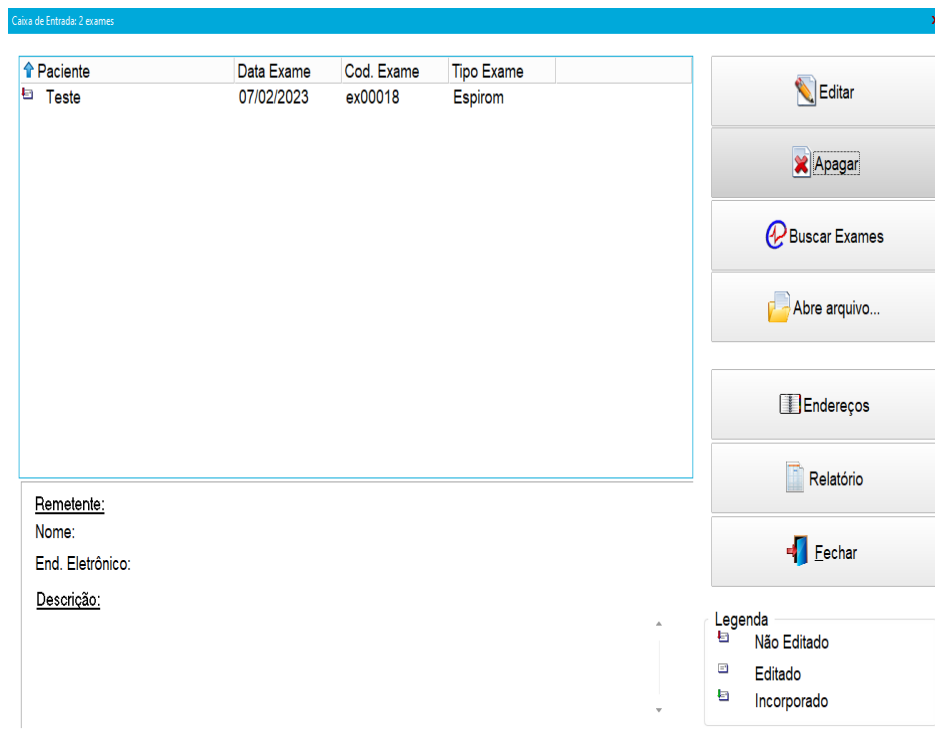 Caixa de Entrada: 2 exames
Paciente Data Exame Cod. Exame Tipo Exame
Teste 07/02/2023 ex00018 Espirom
Editar
Apagar
Buscar Exames
Abre arquivo...
Endereços
Relatório
Fechar
Remetente:
Nome:
End. Eletrônico:
Descrição:
Legenda
Não Editado
Editado
Incorporado